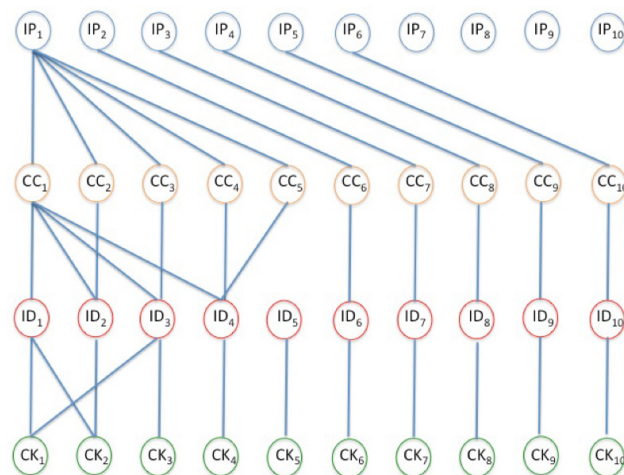 IP₁ IP₂ IP₃ IP₄ IP₅ IP₆ IP₇ IP₈ IP₉ IP₁₀
CC₁ CC₂ CC₃ CC₄ CC₅ CC₆ CC₇ CC₈ CC₉ CC₁₀
ID₁ ID₂ ID₃ ID₄ ID₅ ID₆ ID₇ ID₈ ID₉ ID₁₀
CK₁ CK₂ CK₃ CK₄ CK₅ CK₆ CK₇ CK₈ CK₉ CK₁₀